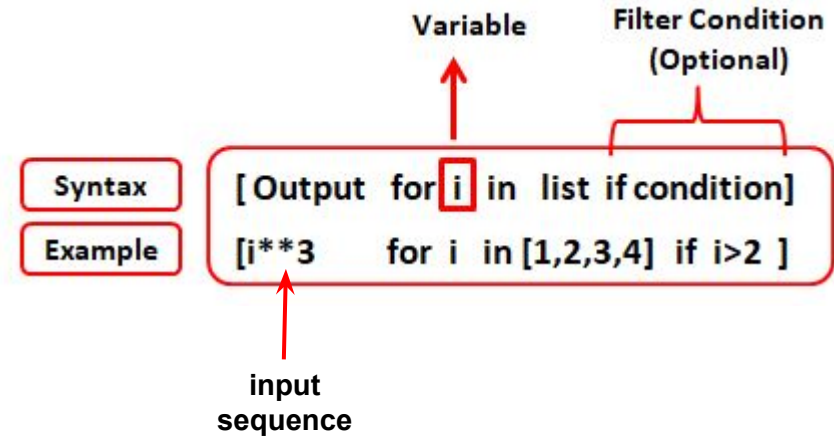 Variable
Filter Condition
(Optional)
Syntax
[ Output for i in list if condition]
Example
[i**3 for i in [1,2,3,4] if i>2 ]
input
sequence